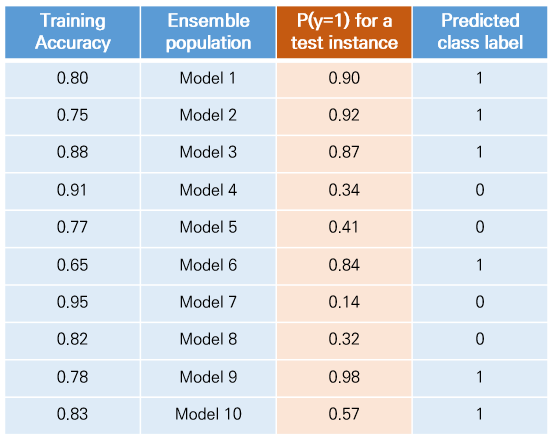 Training Accuracy Ensemble population P(y=1) for a test instance Predicted class label
0.80 Model 1 0.90 1
0.75 Model 2 0.92 1
0.88 Model 3 0.87 1
0.91 Model 4 0.34 0
0.77 Model 5 0.41 0
0.65 Model 6 0.84 1
0.95 Model 7 0.14 0
0.82 Model 8 0.32 0
0.78 Model 9 0.98 1
0.83 Model 10 0.57 1